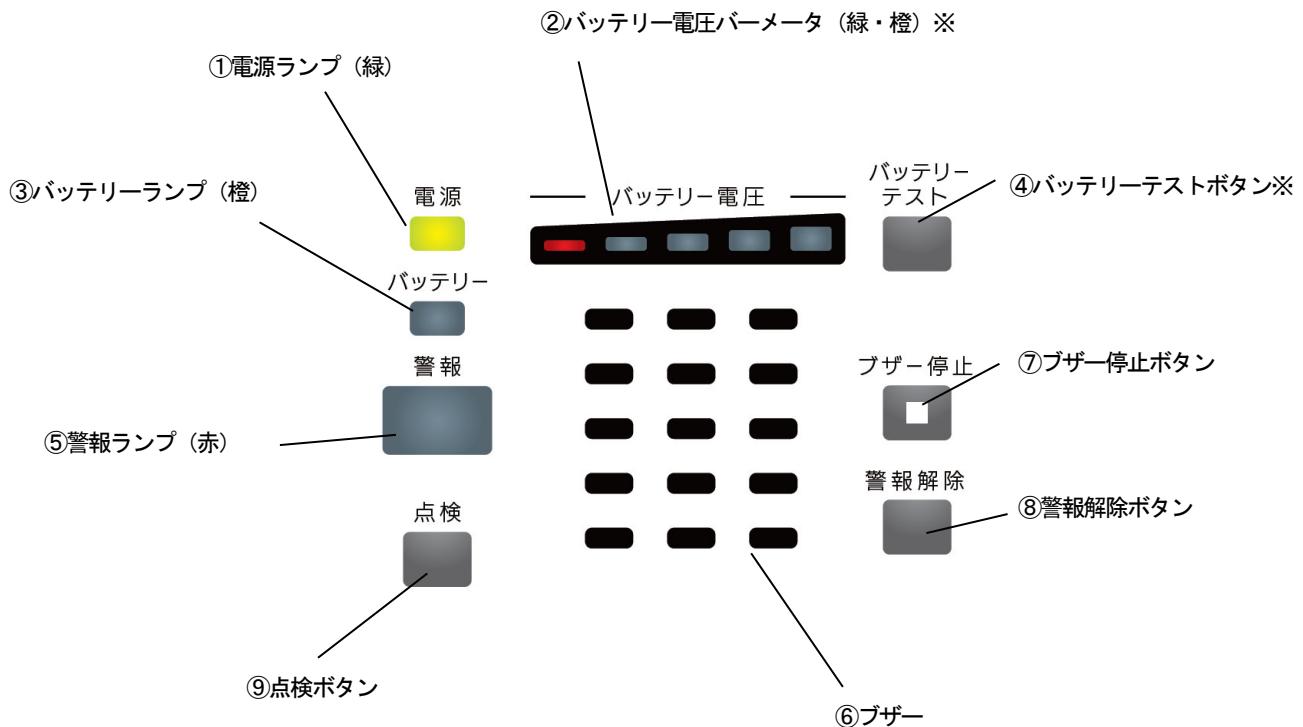 ②バッテリー電圧バーメータ（緑・橙）※
①電源ランプ（緑）
③バッテリーランプ（橙）
電源
バッテリー電圧
バッテリー
テスト
④バッテリーテストボタン※
バッテリー
警報
ブザー停止
⑦ブザー停止ボタン
⑤警報ランプ（赤）
警報解除
⑧警報解除ボタン
点検
⑨点検ボタン
⑥ブザー